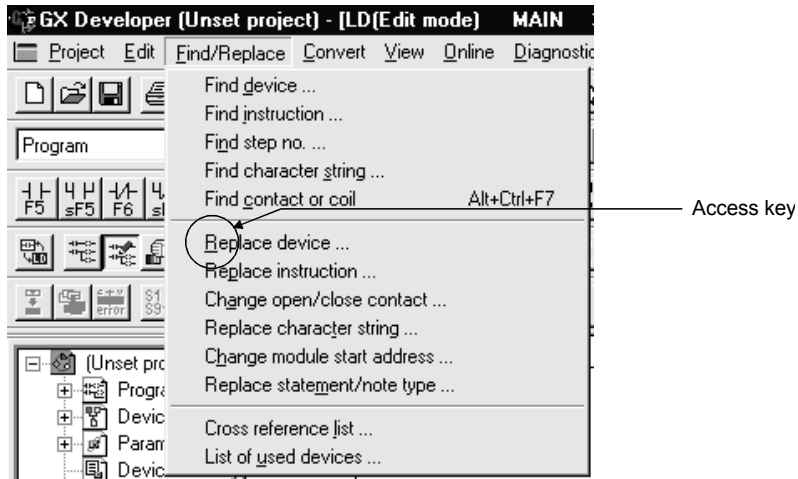 GX Developer (Unset project) - [LD(Edit mode) MAIN
Project Edit Find/Replace Convert View Online Diagnostic
Find device ...
Find instruction ...
Program
Find step no. ...
Find character string ...
Find contact or coil Alt+Ctrl+F7
F5 sF5 F6
Access key
Replace device ...
Replace instruction ...
Change open/close contact ...
error S1
S9
Replace character string ...
Change module start address ...
(Unset pro
Replace statement/note type ...
Progra
Devic
Cross reference list ...
Param
List of used devices ...
Devic